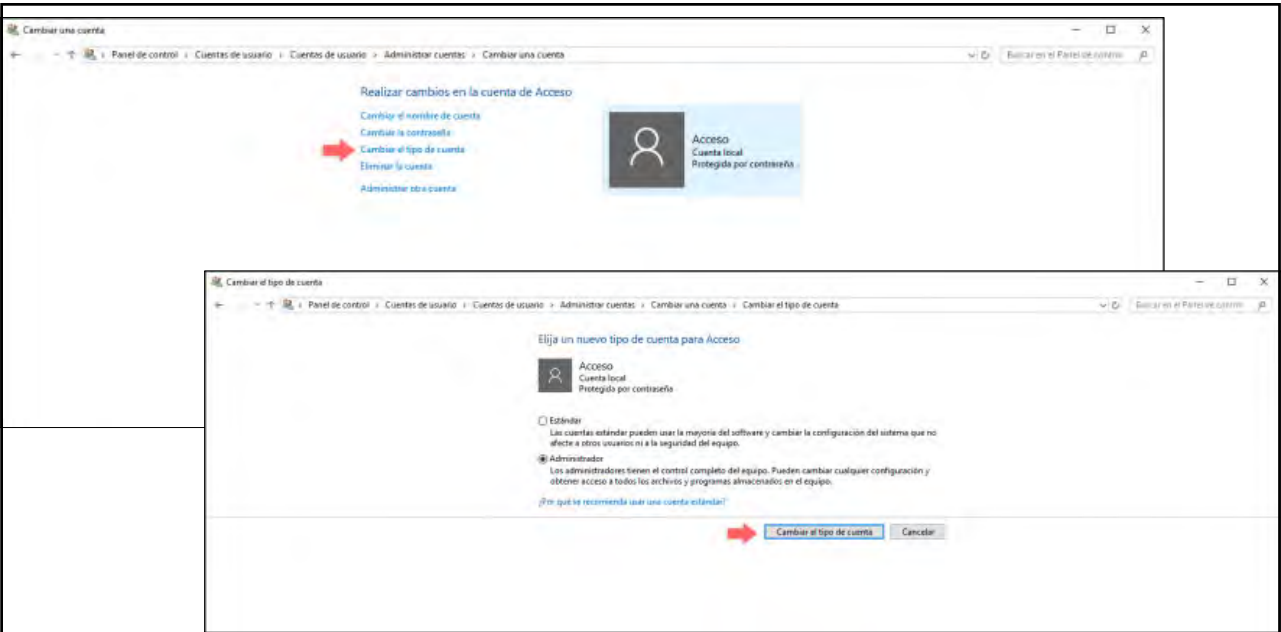 Cambiar una cuenta
Panel de control › Cuentas de usuario › Cuentas de usuario › Administrar cuentas › Cambiar una cuenta
Buscar en el Panel de control
Realizar cambios en la cuenta de Acceso
Cambiar el nombre de cuenta
Cambiar la contraseña
Cambiar el tipo de cuenta
Eliminar la cuenta
Administrar otra cuenta
Acceso
Cuenta local
Protegida por contraseña
Cambiar el tipo de cuenta
Panel de control › Cuentas de usuario › Cuentas de usuario › Administrar cuentas › Cambiar una cuenta › Cambiar el tipo de cuenta
Buscar en el Panel de control
Elija un nuevo tipo de cuenta para Acceso
Acceso
Cuenta local
Protegida por contraseña
Estándar
Las cuentas estándar pueden usar la mayoría del software y cambiar la configuración del sistema que no
afecte a otros usuarios ni a la seguridad del equipo.
Administrador
Los administradores tienen el control completo del equipo. Pueden cambiar cualquier configuración y
obtener acceso a todos los archivos y programas almacenados en el equipo.
¿Por qué se recomienda usar una cuenta estándar?
Cambiar el tipo de cuenta
Cancelar